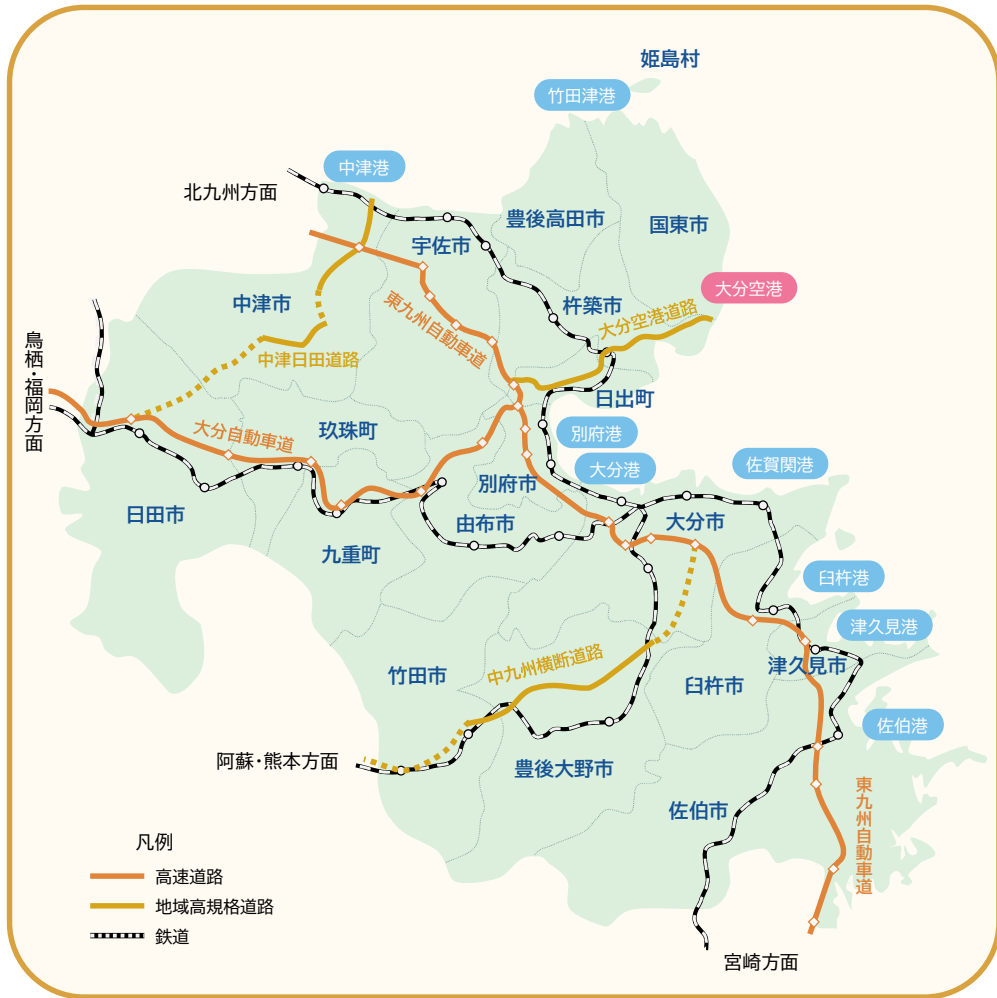 姫島村
竹田津港
中津港
北九州方面
豊後高田市
国東市
宇佐市
大分空港
中津市
杵築市
東九州自動車道
大分空港道路
鳥栖・福岡方面
中津日田道路
日出町
大分自動車道
玖珠町
別府港
大分港
佐賀関港
別府市
日田市
由布市
大分市
九重町
臼杵港
津久見港
中九州横断道路
津久見市
竹田市
臼杵市
佐伯港
阿蘇・熊本方面
豊後大野市
佐伯市
東九州自動車道
凡例
高速道路
地域高規格道路
鉄道
宮崎方面